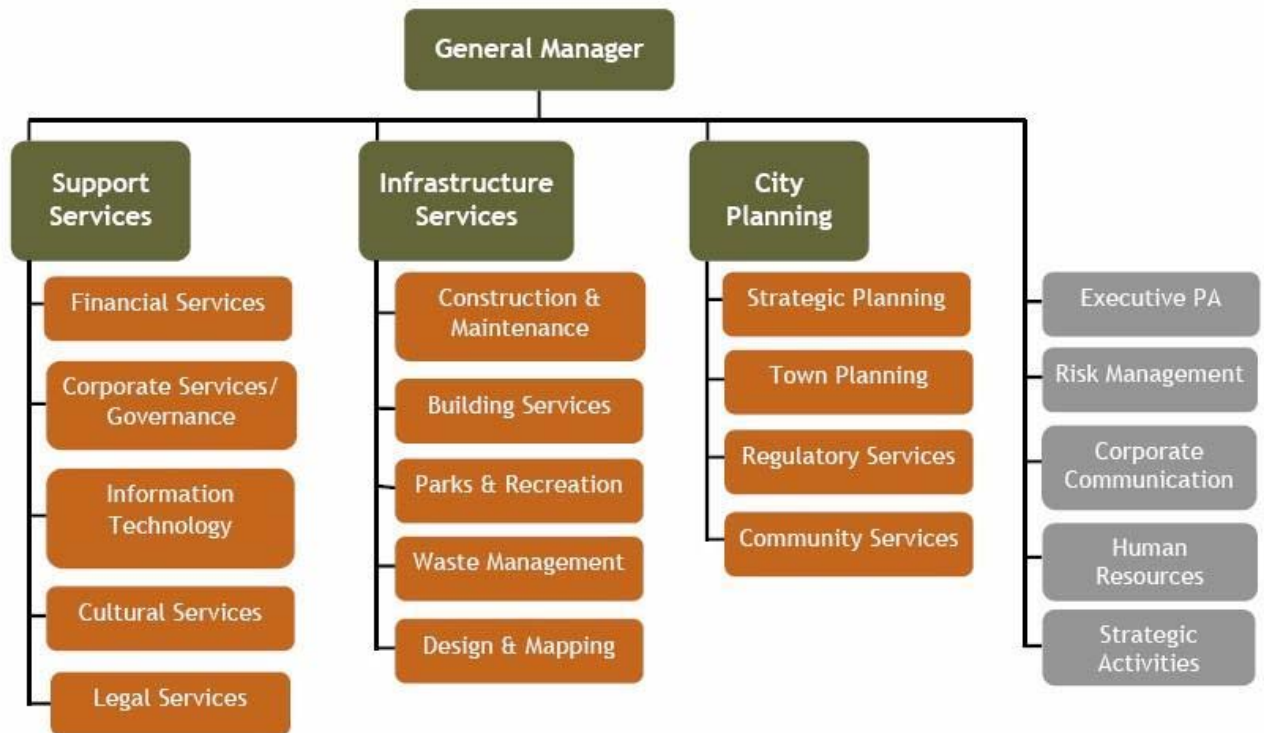 General Manager
Support
Services
Financial Services
Corporate Services/
Governance
Information
Technology
Cultural Services
Legal Services
Infrastructure
Services
Construction &
Maintenance
Building Services
Parks & Recreation
Waste Management
Design & Mapping
City
Planning
Strategic Planning
Town Planning
Regulatory Services
Community Services
Executive PA
Risk Management
Corporate
Communication
Human
Resources
Strategic
Activities